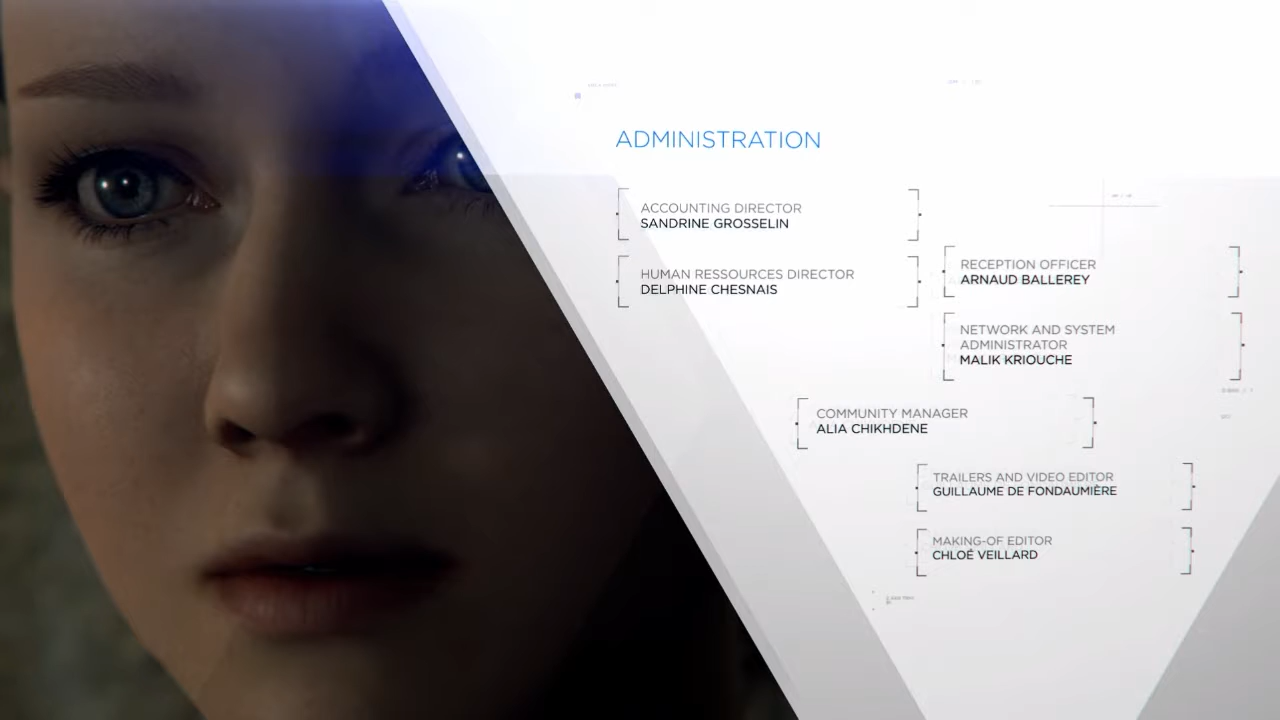 ADMINISTRATION
ACCOUNTING DIRECTOR
SANDRINE GROSSELIN
HUMAN RESSOURCES DIRECTOR
DELPHINE CHESNAIS
RECEPTION OFFICER
ARNAUD BALLEREY
NETWORK AND SYSTEM
ADMINISTRATOR
MALIK KRIOUCHE
COMMUNITY MANAGER
ALIA CHIKHDENE
TRAILERS AND VIDEO EDITOR
GUILLAUME DE FONDAUMIÈRE
MAKING-OF EDITOR
CHLOÉ VEILLARD